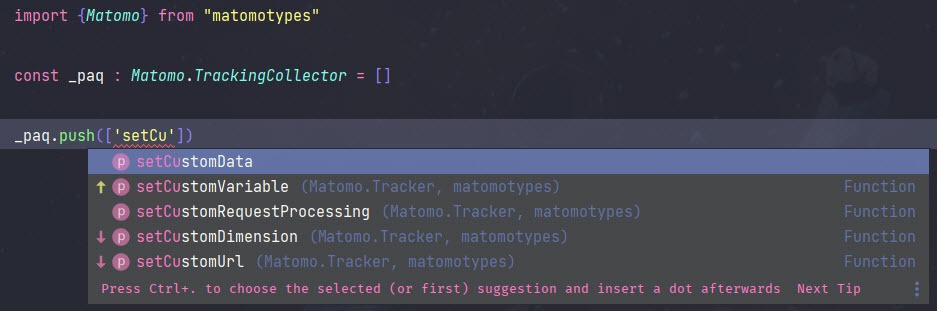 import {Matomo} from "matomotypes"
const _paq : Matomo.TrackingCollector = []
_paq.push(['setCu'])
p setCustomData
↑ p setCustomVariable (Matomo.Tracker, matomotypes) Function
p setCustomRequestProcessing (Matomo.Tracker, matomotypes) Function
↓ p setCustomDimension (Matomo.Tracker, matomotypes) Function
↓ p setCustomUrl (Matomo.Tracker, matomotypes) Function
Press Ctrl+. to choose the selected (or first) suggestion and insert a dot afterwards Next Tip